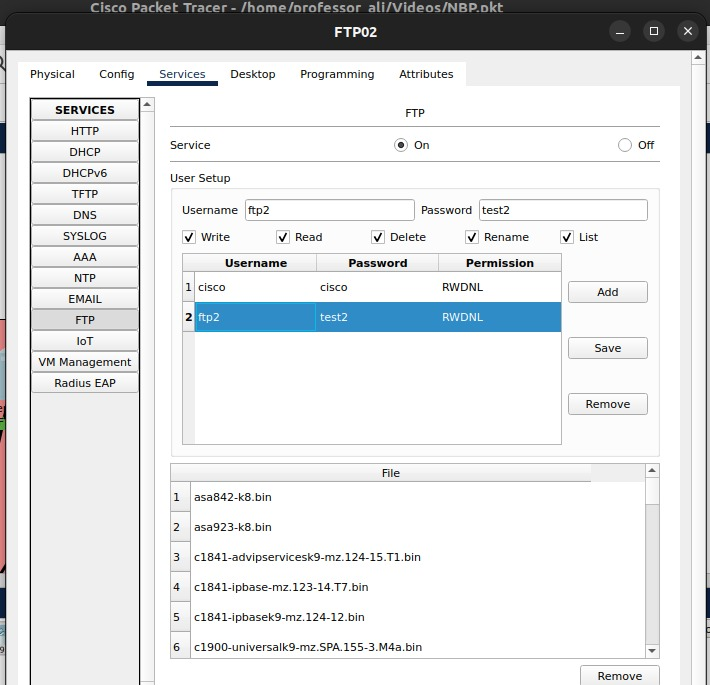 Cisco Packet Tracer - /home/professor_ali/Videos/NBP.pkt
FTP02
Physical Config Services Desktop Programming Attributes
SERVICES
HTTP
DHCP
DHCPv6
TFTP
DNS
SYSLOG
AAA
NTP
EMAIL
FTP
IoT
VM Management
Radius EAP
FTP
Service On Off
User Setup
Username ftp2 Password test2
Write Read Delete Rename List
Username Password Permission
1 cisco cisco RWDNL
2 ftp2 test2 RWDNL
Add
Save
Remove
File
1 asa842-k8.bin
2 asa923-k8.bin
3 c1841-advipservicesk9-mz.124-15.T1.bin
4 c1841-ipbase-mz.123-14.T7.bin
5 c1841-ipbasek9-mz.124-12.bin
6 c1900-universalk9-mz.SPA.155-3.M4a.bin
Remove